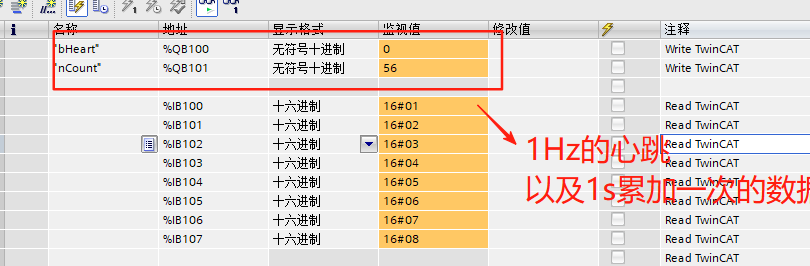 i 名称 地址 显示格式 监视值 修改值 注释
"bHeart" %QB100 无符号十进制 0 Write TwinCAT
"nCount" %QB101 无符号十进制 56 Write TwinCAT
%IB100 十六进制 16#01 Read TwinCAT
%IB101 十六进制 16#02 Read TwinCAT
%IB102 十六进制 16#03 Read TwinCAT
%IB103 十六进制 16#04 Read TwinCAT
%IB104 十六进制 16#05 Read TwinCAT
%IB105 十六进制 16#06 Read TwinCAT
%IB106 十六进制 16#07 Read TwinCAT
%IB107 十六进制 16#08 Read TwinCAT
Read TwinCAT
1Hz的心跳
以及1s累加一次的数据